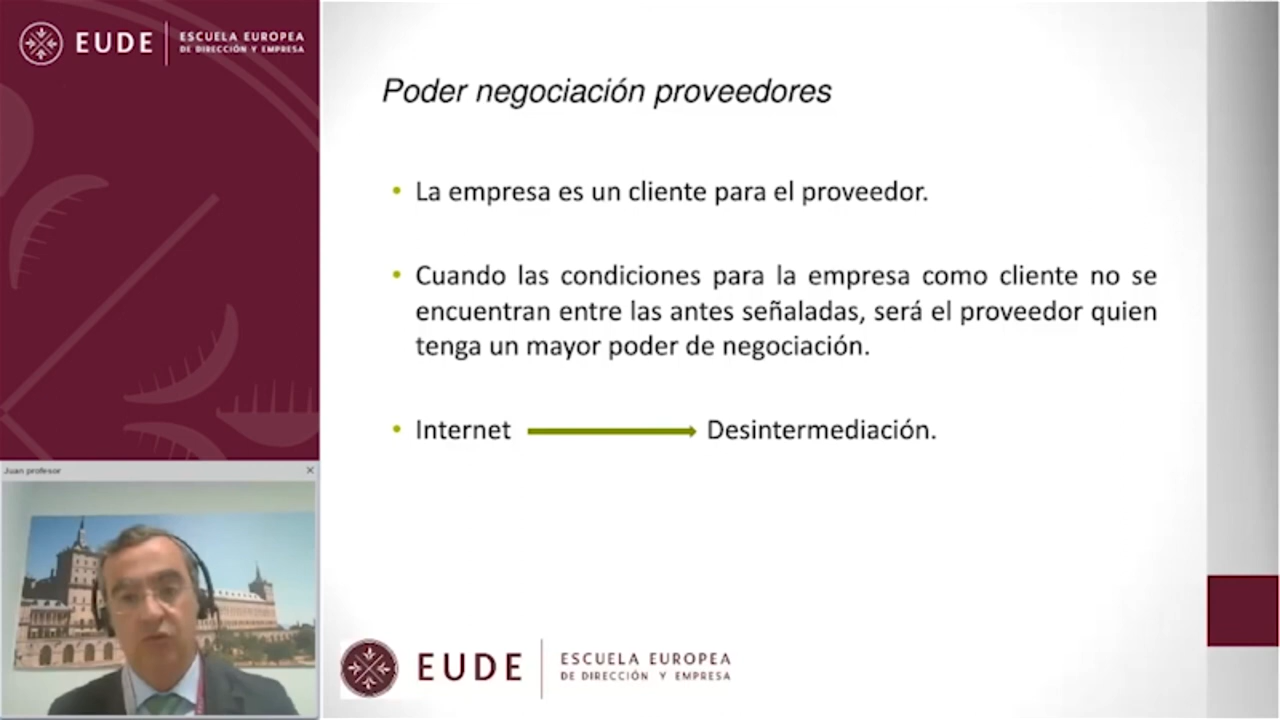 EUDE
ESCUELA EUROPEA
DE DIRECCIÓN Y EMPRESA
Poder negociación proveedores
• La empresa es un cliente para el proveedor.
• Cuando las condiciones para la empresa como cliente no se
encuentran entre las antes señaladas, será el proveedor quien
tenga un mayor poder de negociación.
• Internet Desintermediación.
Juan profesor
EUDE
ESCUELA EUROPEA
DE DIRECCIÓN Y EMPRESA